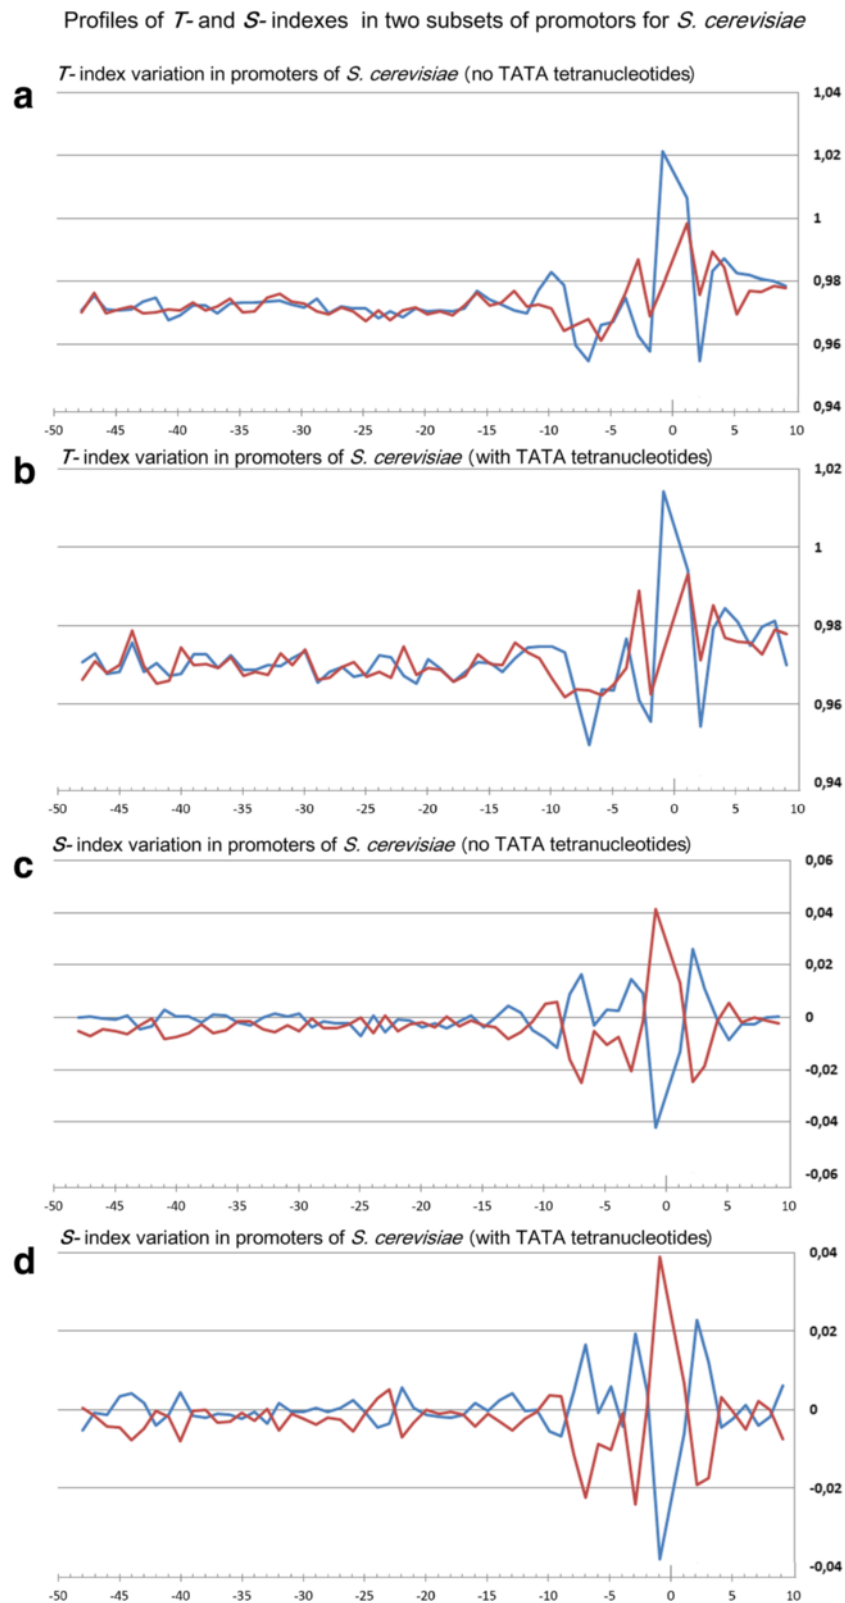 Profiles of T- and S- indexes in two subsets of promotors for S. cerevisiae
T- index variation in promoters of S. cerevisiae (no TATA tetranucleotides)
a
1,04
1,02
1
0,98
0,96
0,94
-50 -45 -40 -35 -30 -25 -20 -15 -10 -5 0 5 10
T- index variation in promoters of S. cerevisiae (with TATA tetranucleotides)
b
1,02
1
0,98
0,96
0,94
-50 -45 -40 -35 -30 -25 -20 -15 -10 -5 0 5 10
S- index variation in promoters of S. cerevisiae (no TATA tetranucleotides)
c
0,06
0,04
0,02
0
-0,02
-0,04
-0,06
-50 -45 -40 -35 -30 -25 -20 -15 -10 -5 0 5 10
S- index variation in promoters of S. cerevisiae (with TATA tetranucleotides)
d
0,04
0,02
0
-0,02
-0,04
-50 -45 -40 -35 -30 -25 -20 -15 -10 -5 0 5 10